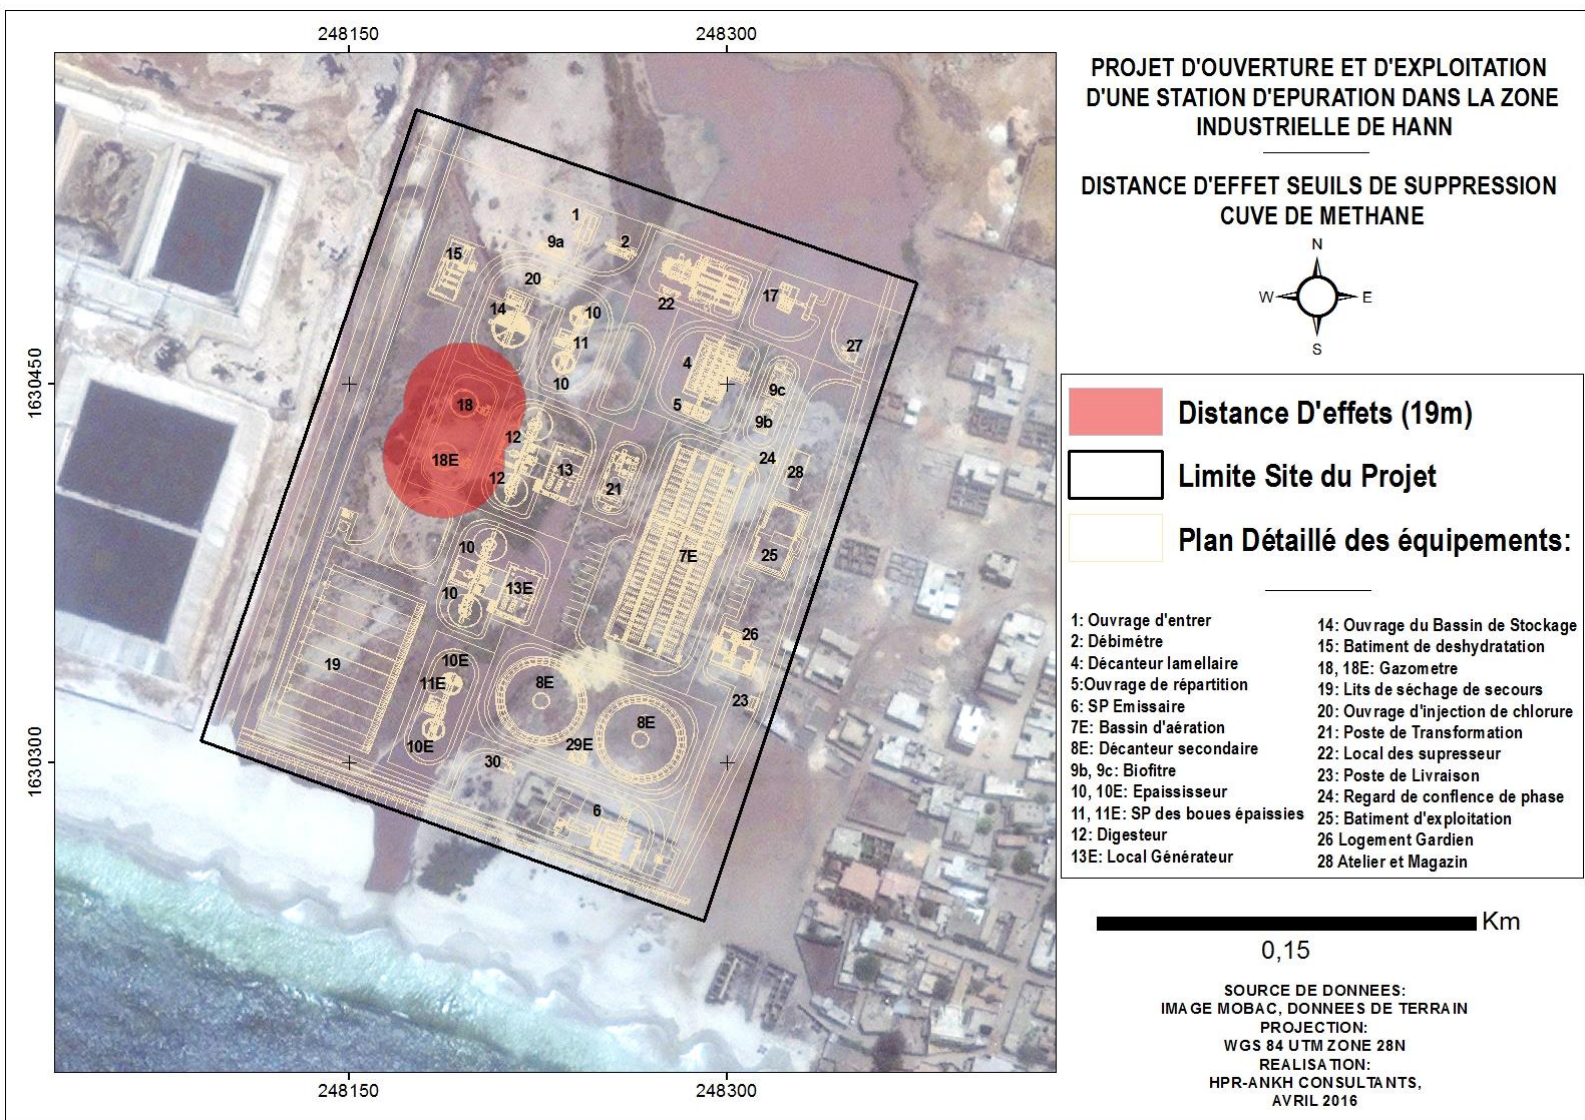 248150
248300
1630450
1630300
248150
248300
1
9a
2
15
20
14
10
11
10
22
17
27
4
5
9c
9b
18
18E
12
12
13
21
24
28
7E
25
10
10
13E
26
19
10E
11E
10E
8E
8E
23
29E
30
6
PROJET D'OUVERTURE ET D'EXPLOITATION
D'UNE STATION D'EPURATION DANS LA ZONE
INDUSTRIELLE DE HANN
DISTANCE D'EFFET SEUILS DE SUPPRESSION
CUVE DE METHANE
N
W
E
S
Distance D'effets (19m)
Limite Site du Projet
Plan Détaillé des équipements:
1: Ouvrage d'entrer
2: Débimétre
4: Décanteur lamellaire
5:Ouvrage de répartition
6: SP Emissaire
7E: Bassin d'aération
8E: Décanteur secondaire
9b, 9c: Biofitre
10, 10E: Epaississeur
11, 11E: SP des boues épaissies
12: Digesteur
13E: Local Générateur
14: Ouvrage du Bassin de Stockage
15: Batiment de deshydratation
18, 18E: Gazometre
19: Lits de séchage de secours
20: Ouvrage d'injection de chlorure
21: Poste de Transformation
22: Local des supresseur
23: Poste de Livraison
24: Regard de conflence de phase
25: Batiment d'exploitation
26 Logement Gardien
28 Atelier et Magazin
Km
0,15
SOURCE DE DONNEES:
IMAGE MOBAC, DONNEES DE TERRAIN
PROJECTION:
WGS 84 UTM ZONE 28N
REALISATION:
HPR-ANKH CONSULTANTS,
AVRIL 2016